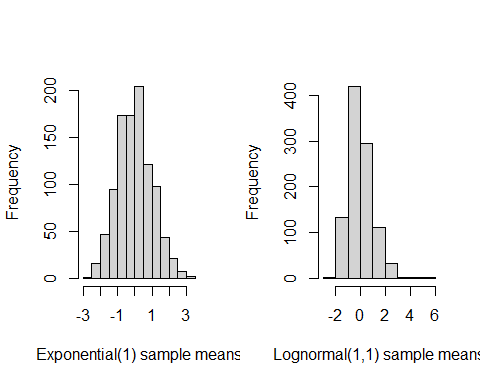 Frequency
200
150
100
50
0
-3 -1 1 3
Exponential(1) sample means
Frequency
400
300
200
100
0
-2 0 2 4 6
Lognormal(1,1) sample means